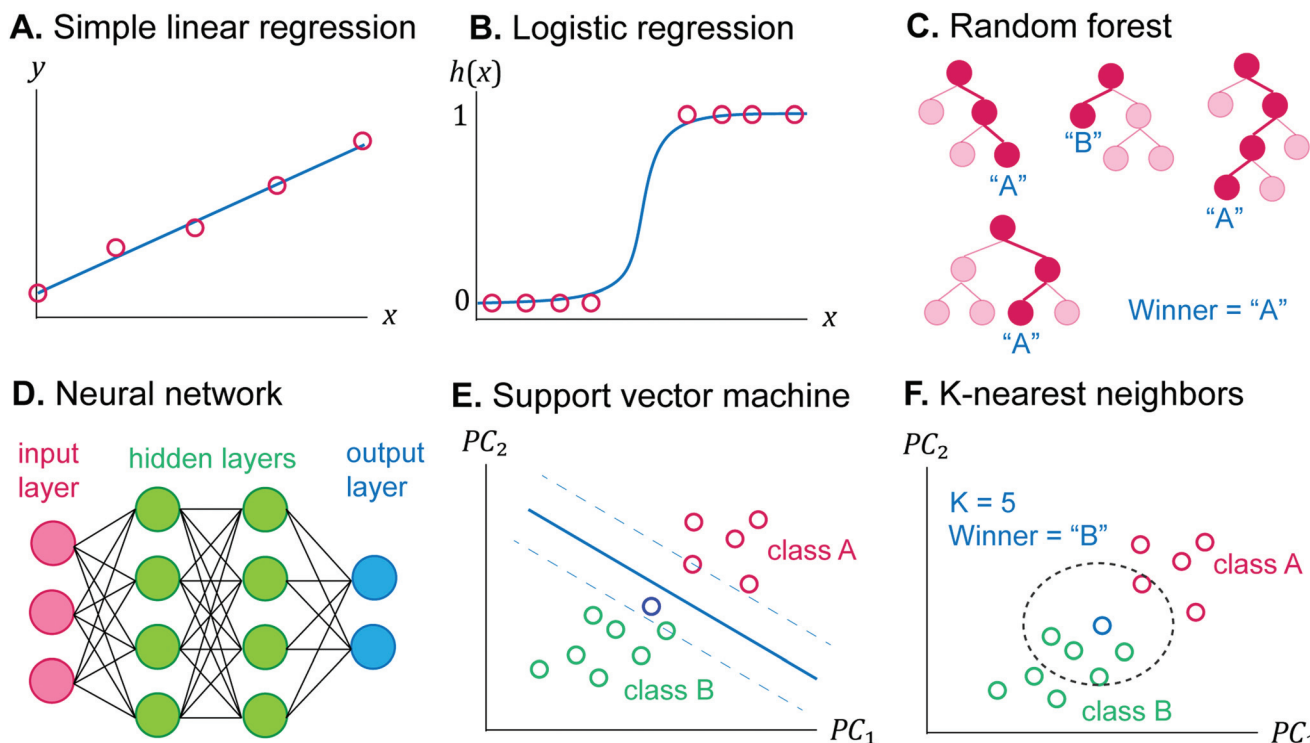 A. Simple linear regression
y
x
B. Logistic regression
h(x)
1
0
x
C. Random forest
"A"
"B"
"A"
"A"
Winner = "A"
D. Neural network
input
layer
hidden layers
output
layer
E. Support vector machine
PC₂
class A
class B
PC₁
F. K-nearest neighbors
PC₂
K = 5
Winner = "B"
class A
class B
PC₁